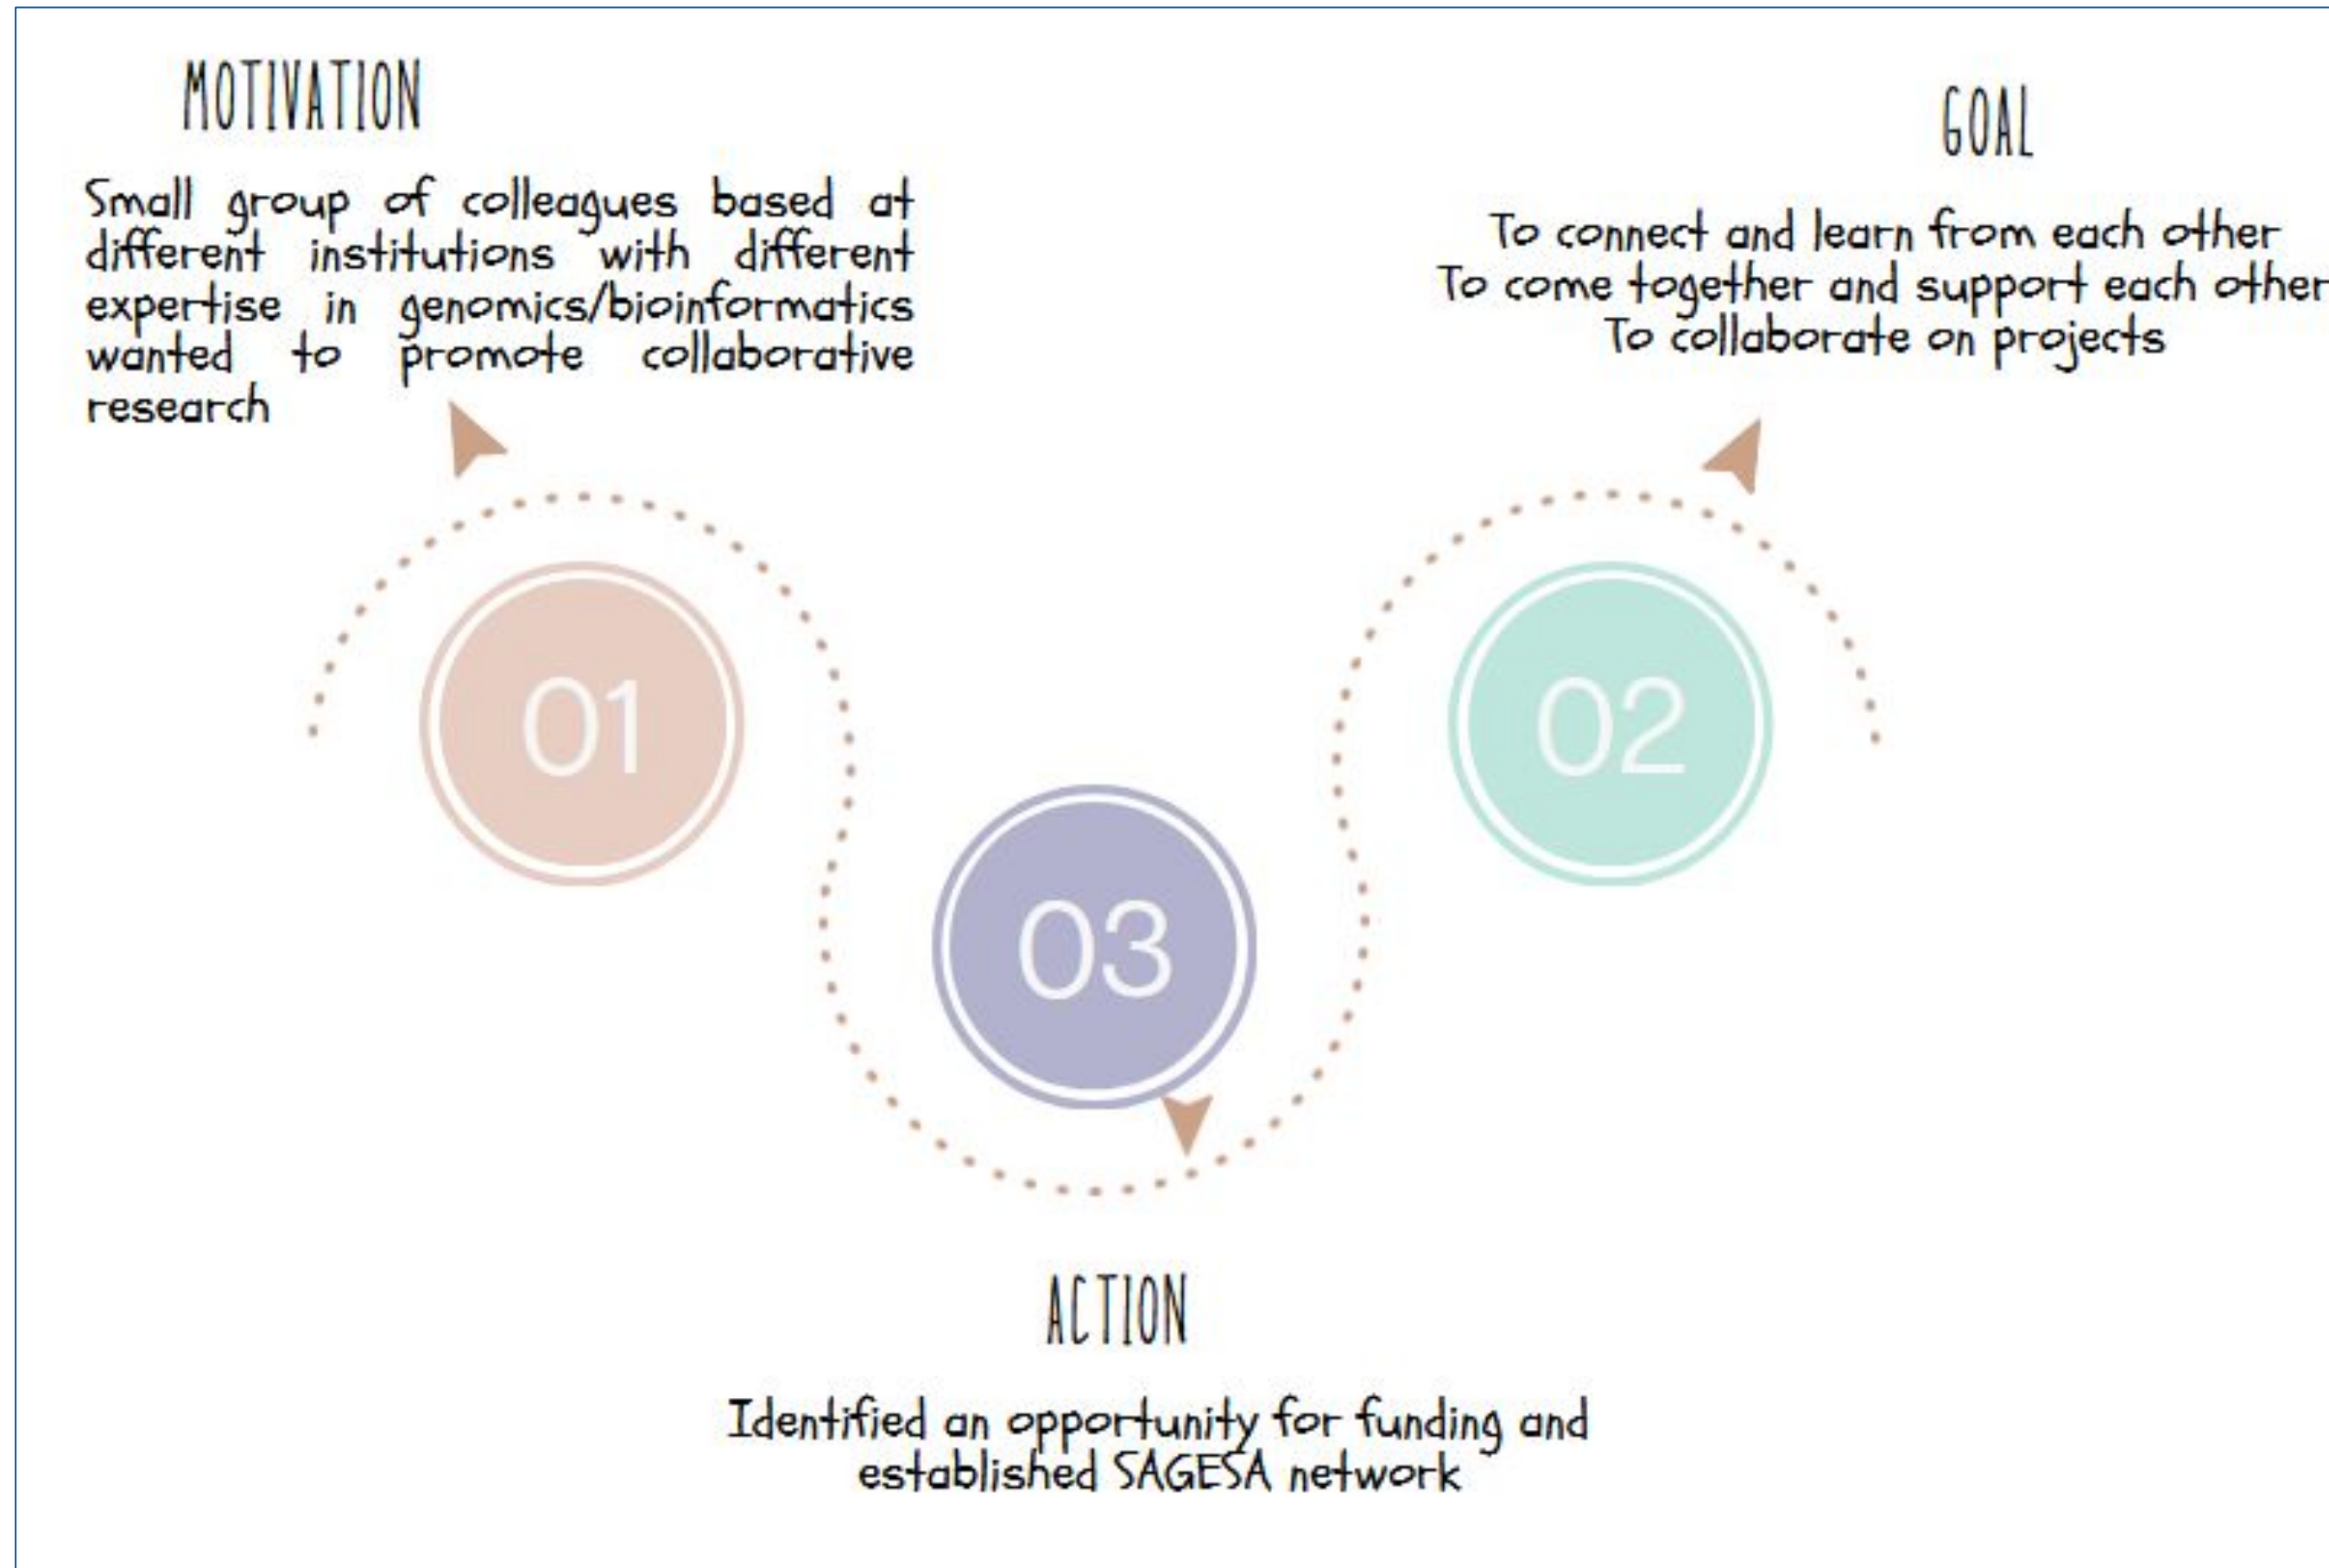 MOTIVATION
Small group of colleagues based at
different institutions with different
expertise in genomics/bioinformatics
wanted to promote collaborative
research
GOAL
To connect and learn from each other
To come together and support each other
To collaborate on projects
01
02
03
ACTION
Identified an opportunity for funding and
established SAGESA network